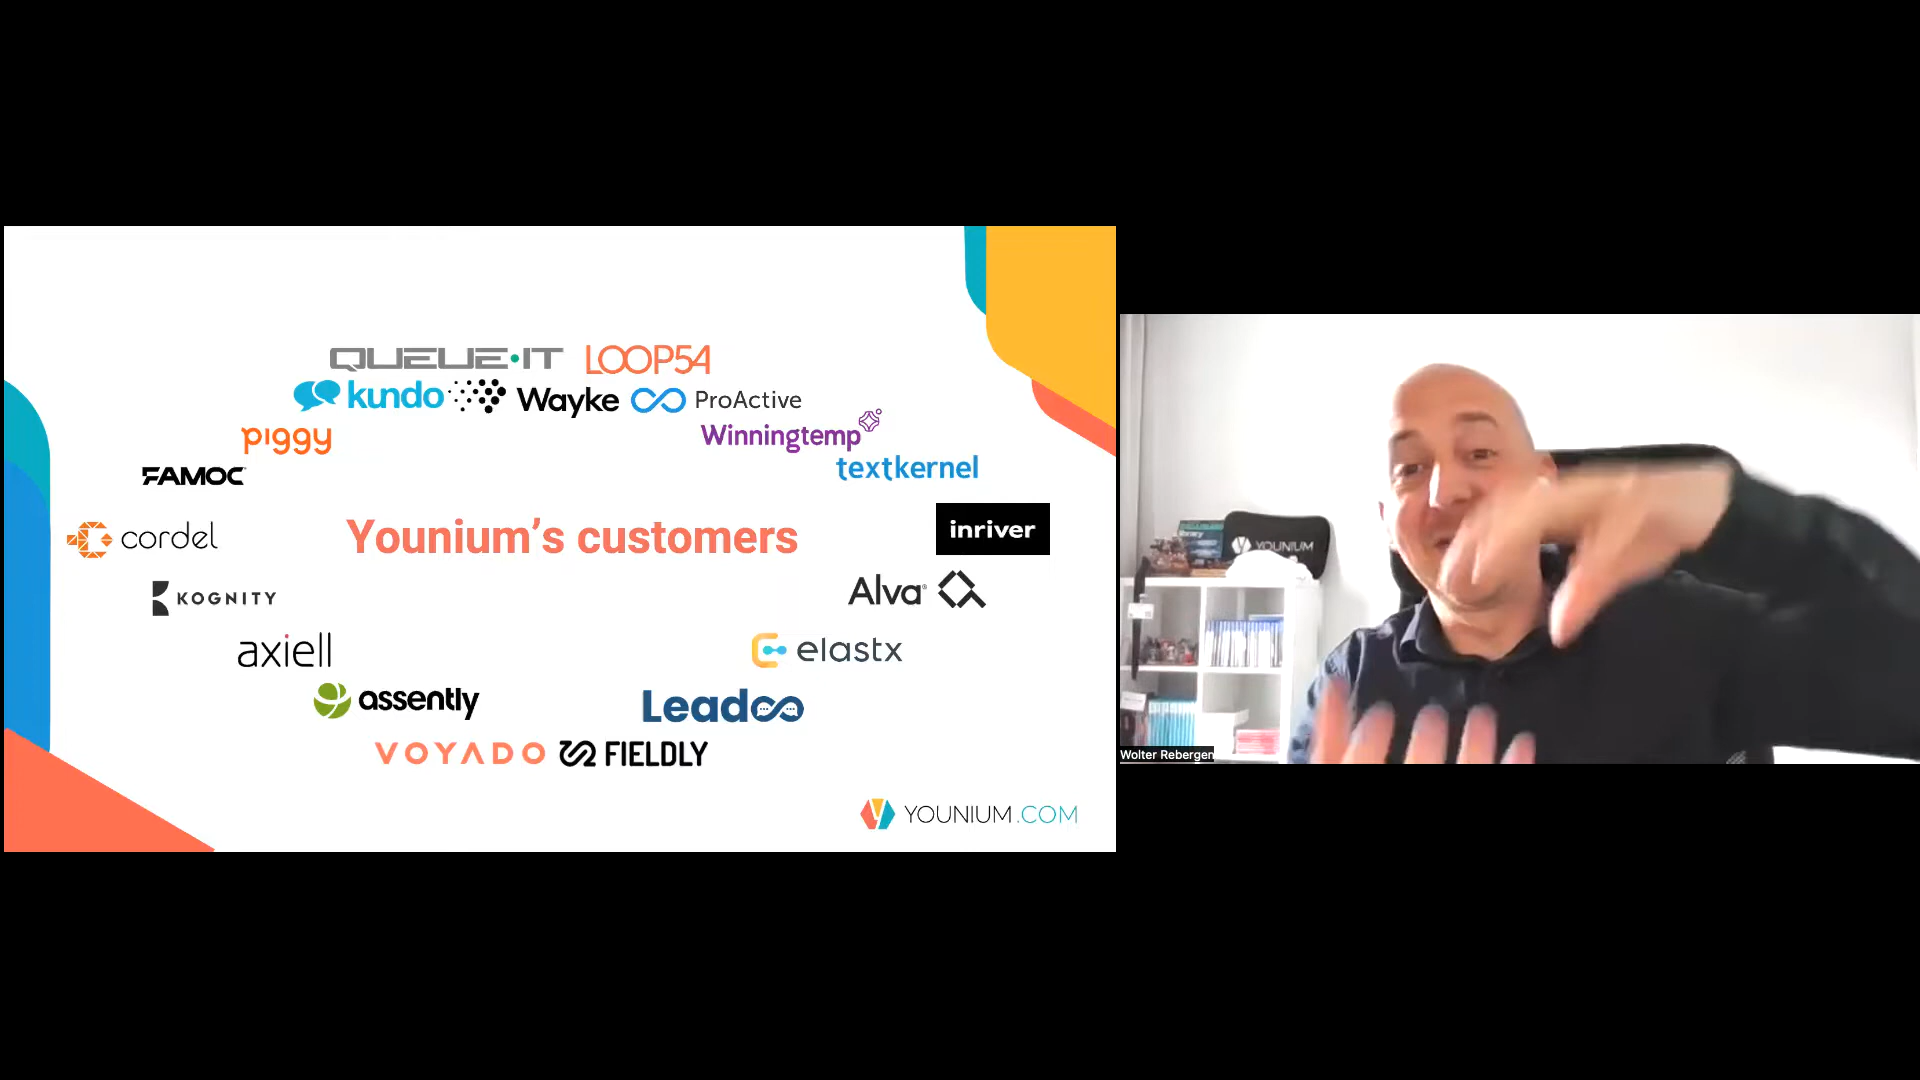 QUEUE·IT LOOP54
kundo Wayke ProActive
piggy Winningtemp
FAMOC textkernel
cordel Younium's customers inriver
KOGNITY Alva
axiell elastx
assently Leadoo
VOYADO FIELDLY
YOUNIUM.COM
YOUNIUM
Wolter Rebergen